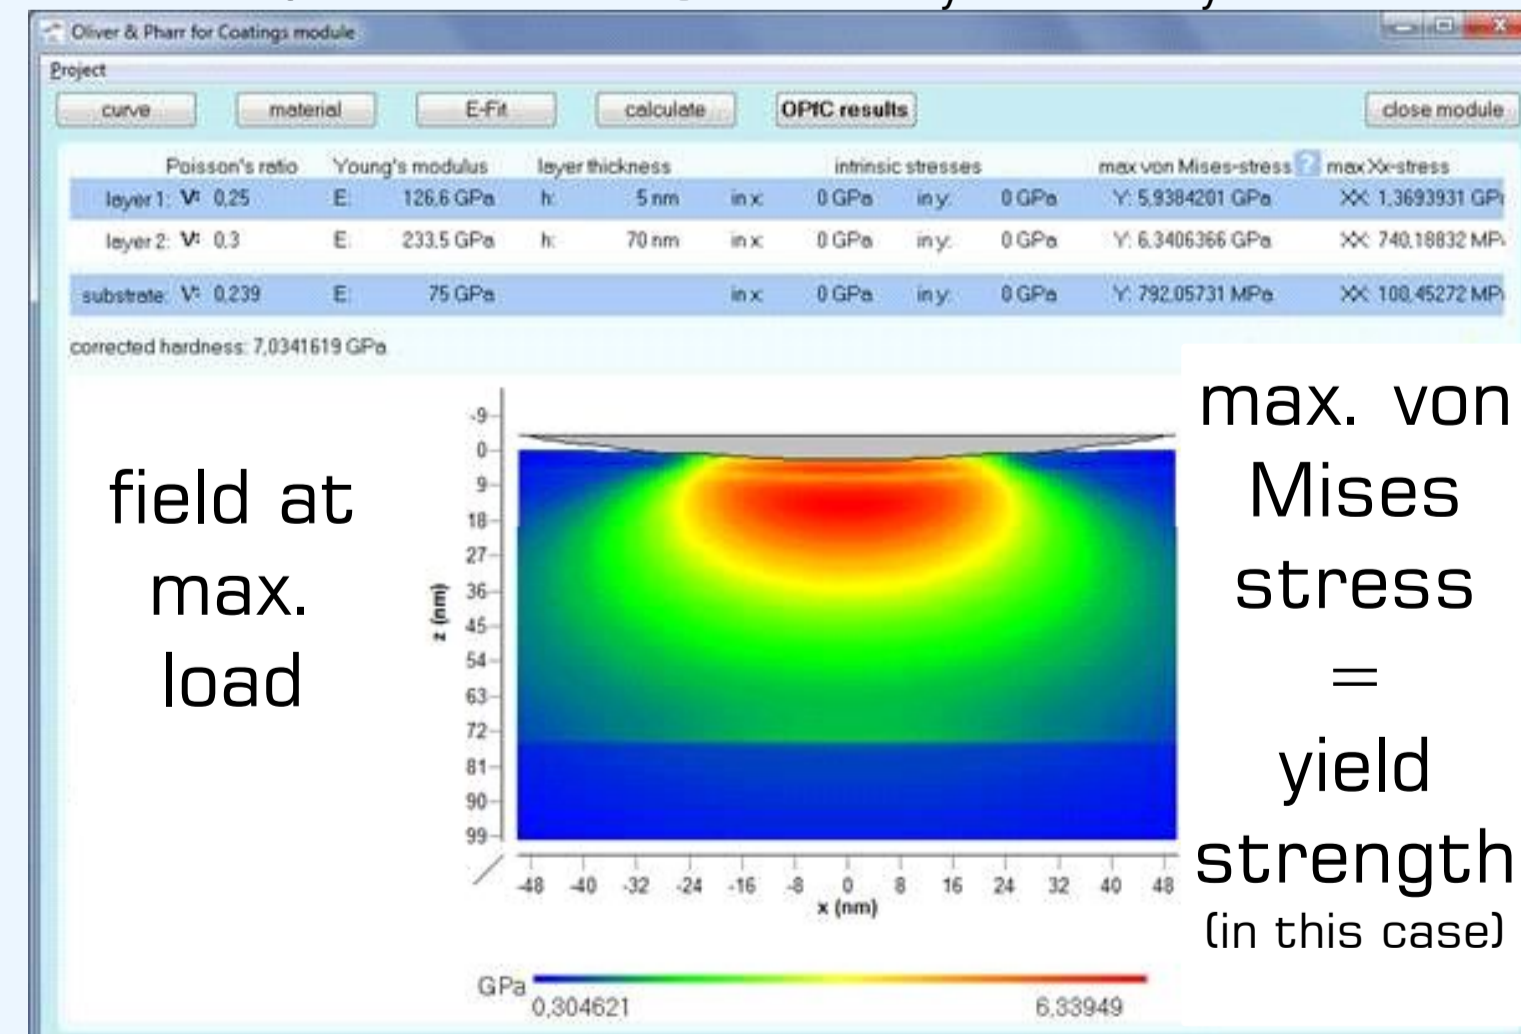 Oliver & Pharr for Coatings module
Project
curve material E-Fit calculate OPfC results close module
Poisson's ratio Young's modulus layer thickness intrinsic stresses max von Mises-stress ? max Xx-stress
layer 1: V: 0,25 E: 126,6 GPa h: 5 nm in x: 0 GPa in y: 0 GPa Y: 5,9384201 GPa XX: 1,3693931 GP
layer 2: V: 0,3 E: 233,5 GPa h: 70 nm in x: 0 GPa in y: 0 GPa Y: 6,3406366 GPa XX: 740,18832 MP
substrate: V: 0,239 E: 75 GPa in x: 0 GPa in y: 0 GPa Y: 792,05731 MPa XX: 108,45272 MP
corrected hardness: 7,0341619 GPa
field at
max.
load
max. von
Mises
stress
=
yield
strength
(in this case)
z (nm)
-9
0
9
18
27
36
45
54
63
72
81
90
99
-48 -40 -32 -24 -16 -8 0 8 16 24 32 40 48
x (nm)
GPa
0,304621 6,33949